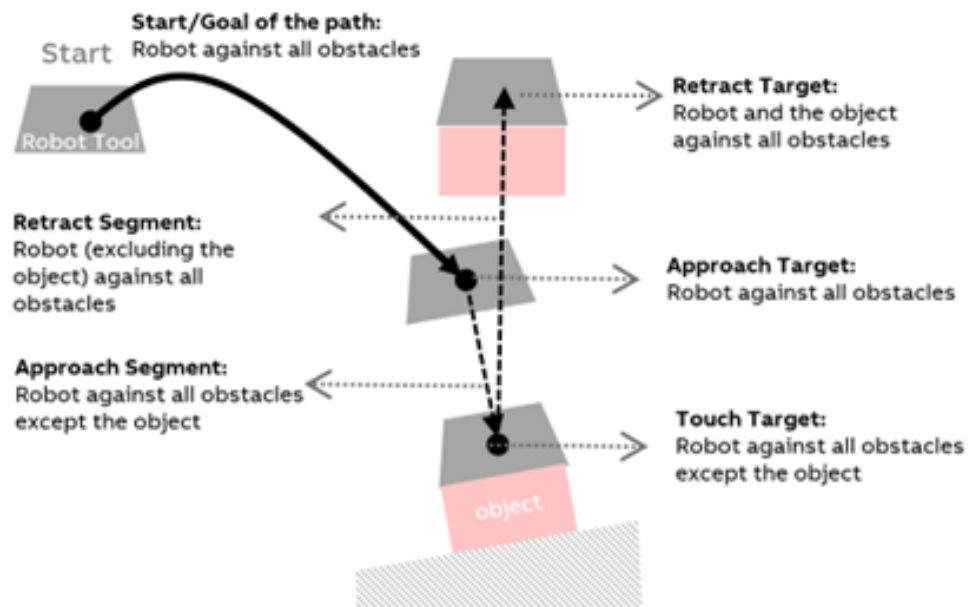 Start/Goal of the path:
Robot against all obstacles
Start
Robot Tool
Retract Target:
Robot and the object
against all obstacles
Retract Segment:
Robot (excluding the
object) against all
obstacles
Approach Target:
Robot against all obstacles
Approach Segment:
Robot against all obstacles
except the object
Touch Target:
Robot against all obstacles
except the object
object